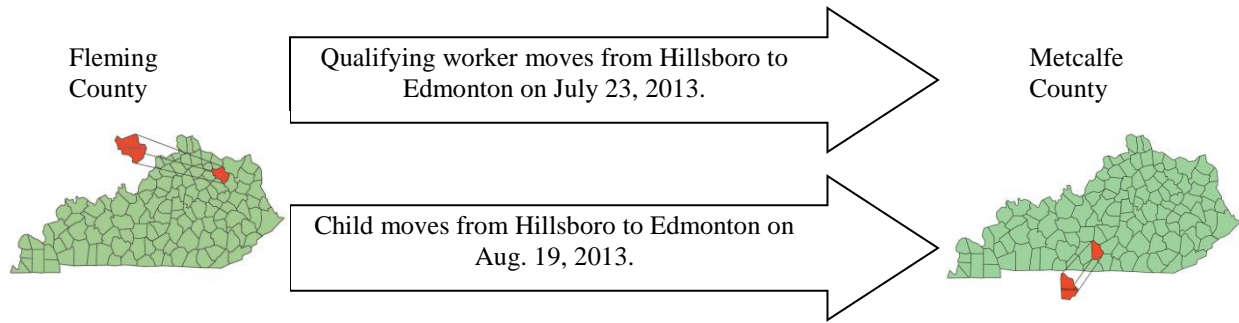 Fleming
County
Qualifying worker moves from Hillsboro to
Edmonton on July 23, 2013.
Metcalfe
County
Child moves from Hillsboro to Edmonton on
Aug. 19, 2013.